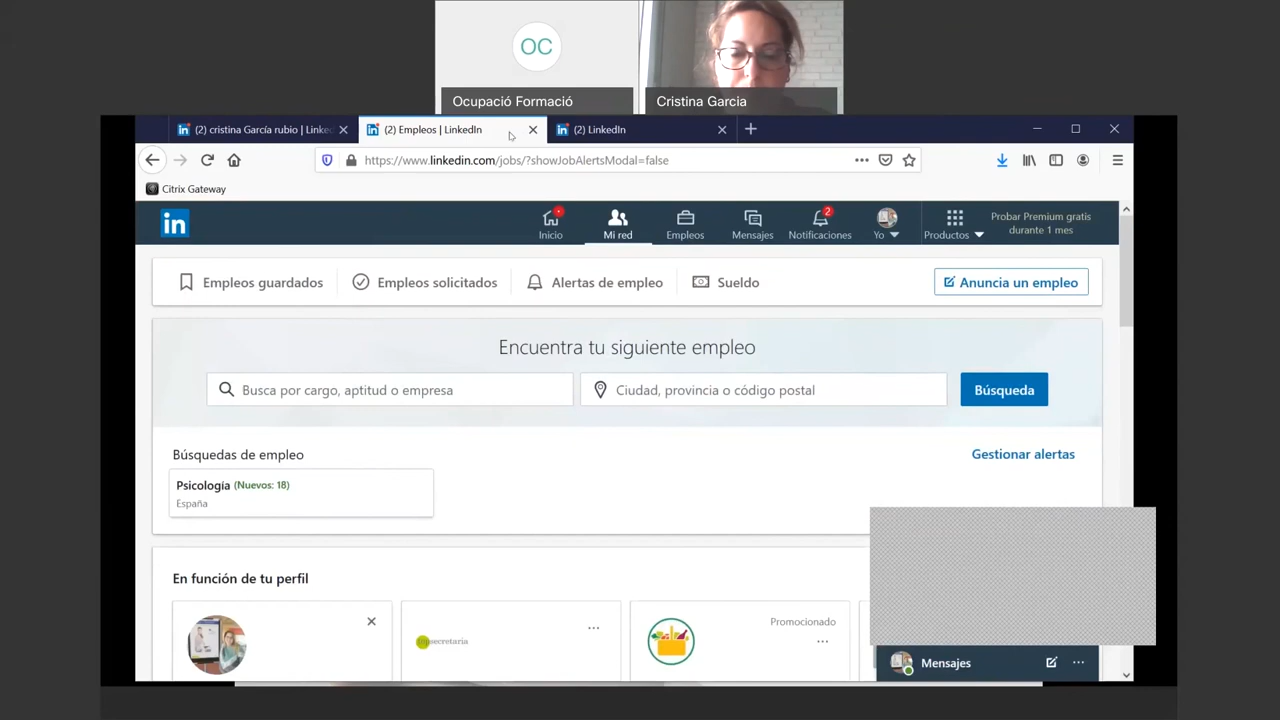 OC
Ocupació Formació
Cristina Garcia
(2) cristina García rubio | Linke
(2) Empleos | LinkedIn
(2) LinkedIn
https://www.linkedin.com/jobs/?showJobAlertsModal=false
Citrix Gateway
in
Inicio
Mi red
Empleos
Mensajes
2
Notificaciones
Yo
Productos
Probar Premium gratis
durante 1 mes
Empleos guardados
Empleos solicitados
Alertas de empleo
Sueldo
Anuncia un empleo
Encuentra tu siguiente empleo
Busca por cargo, aptitud o empresa
Ciudad, provincia o código postal
Búsqueda
Búsquedas de empleo
Gestionar alertas
Psicología (Nuevos: 18)
España
En función de tu perfil
Promocionado
Mensajes